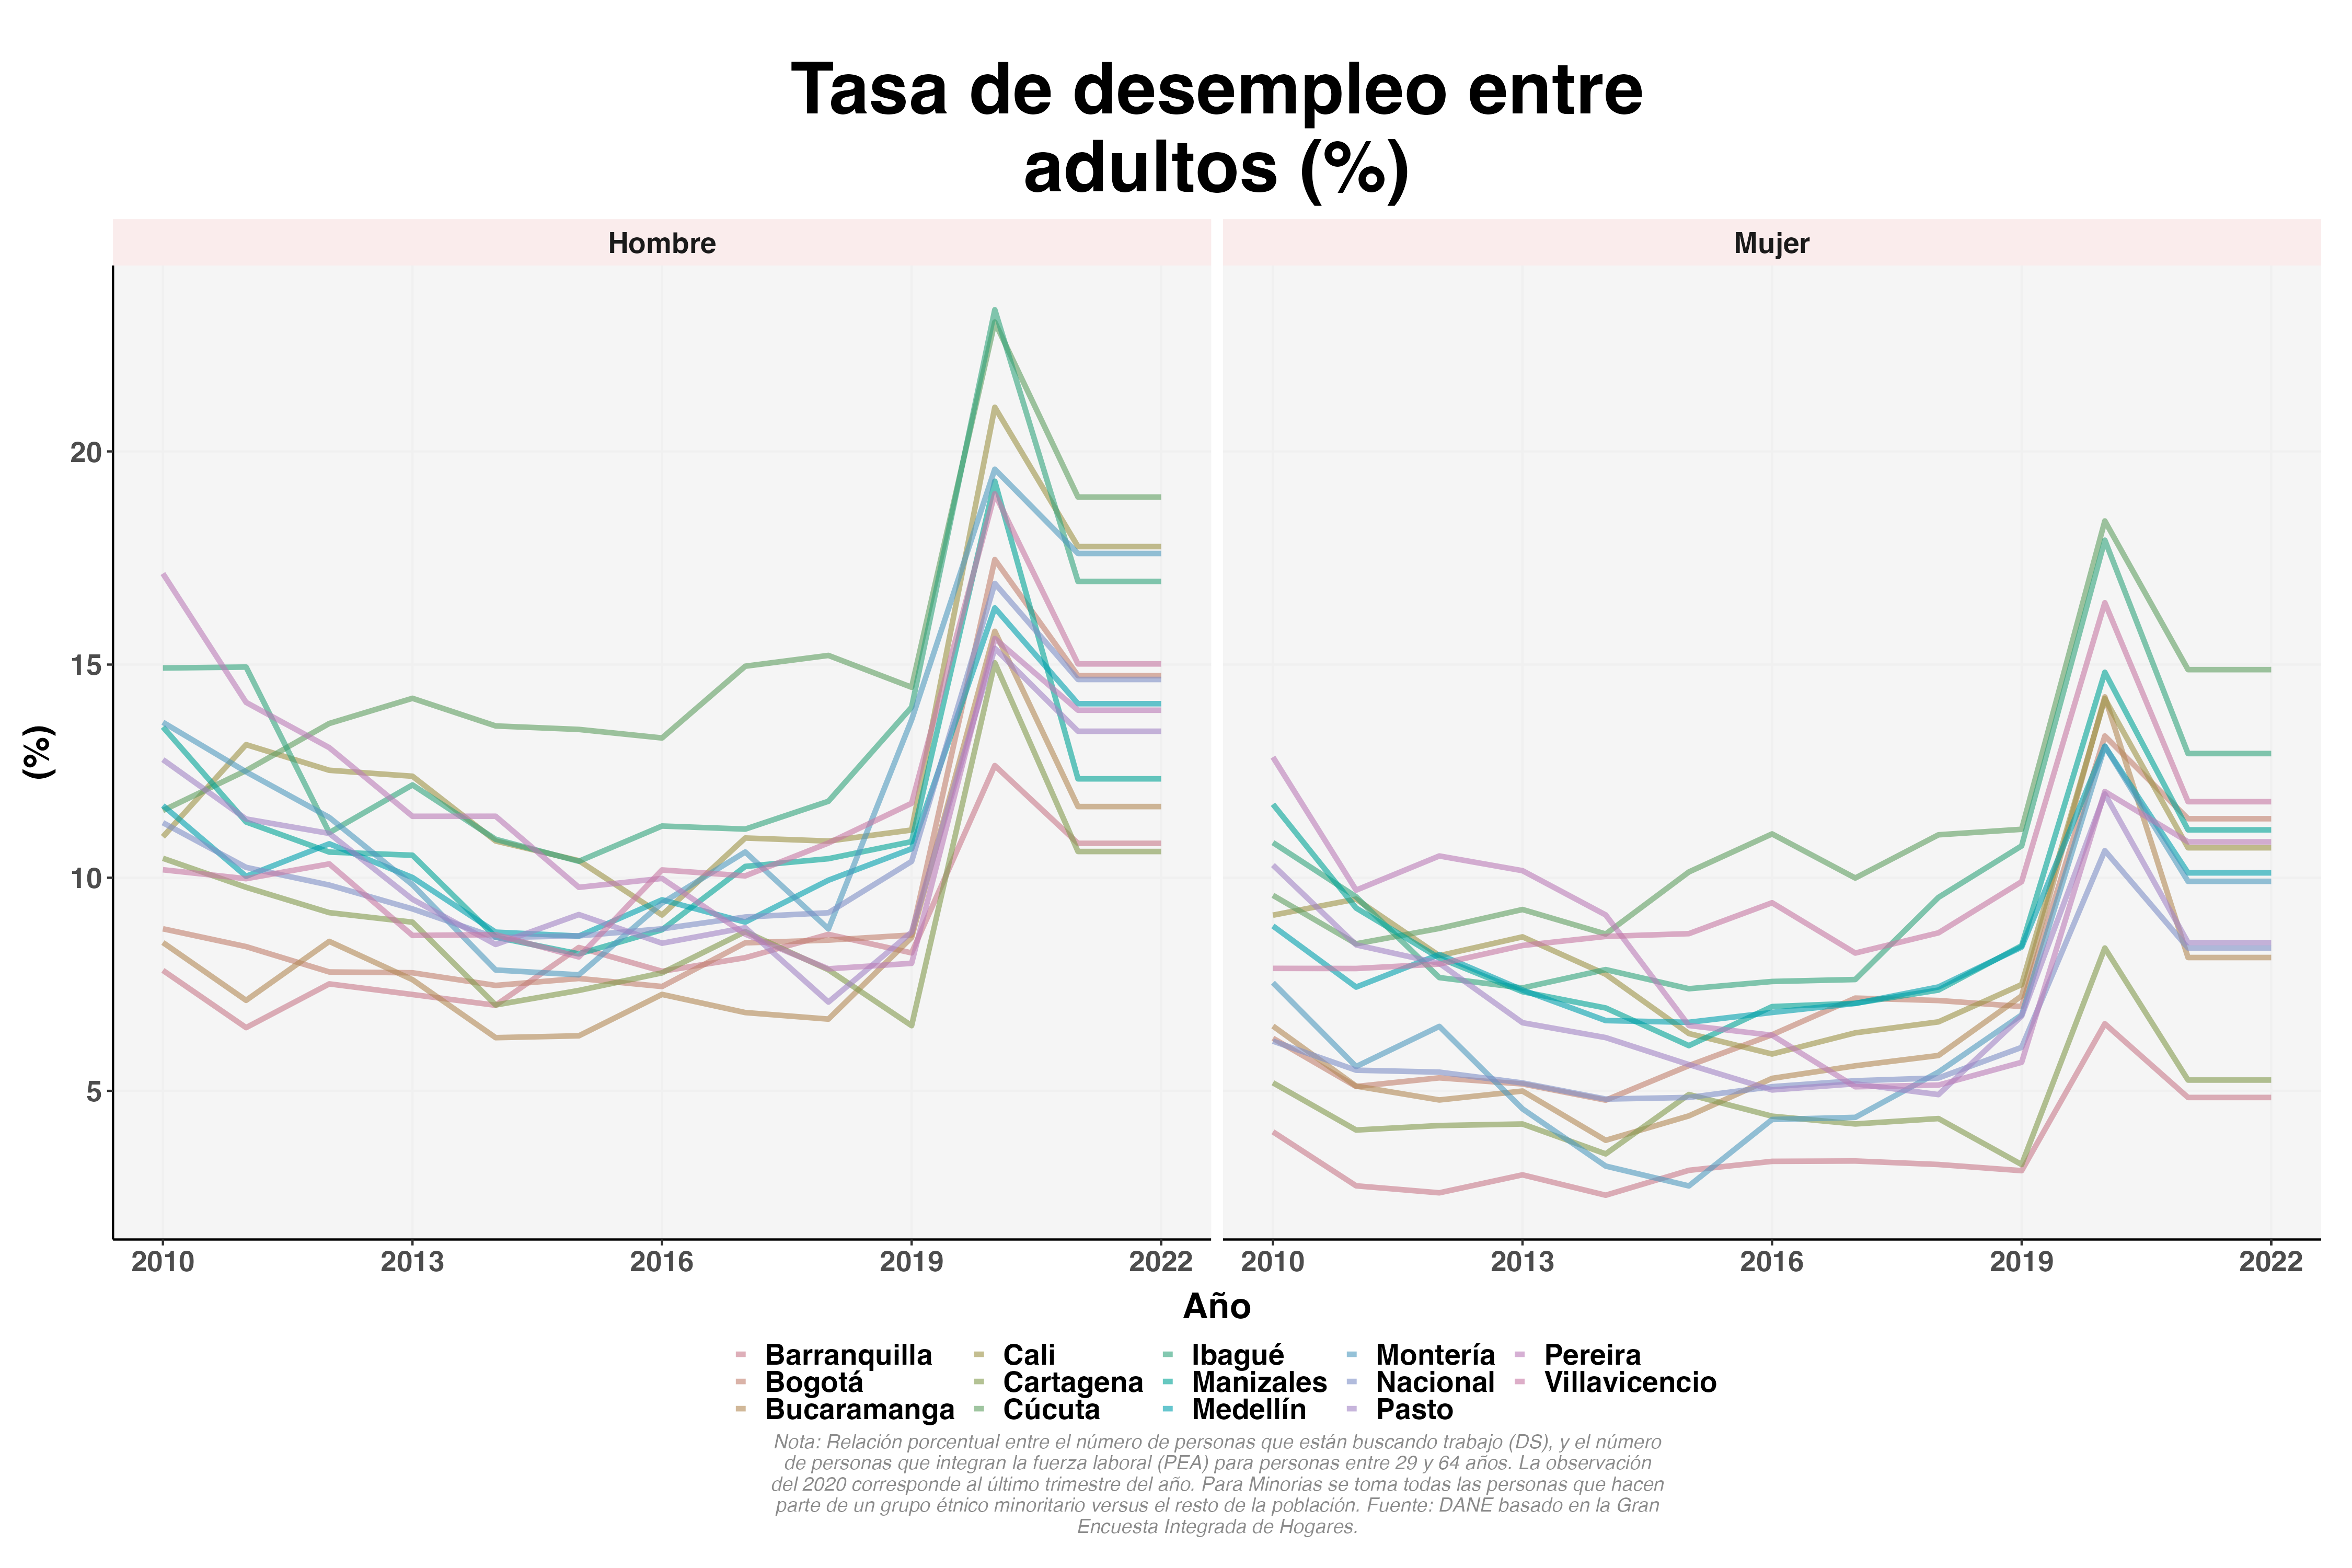 Tasa de desempleo entre
adultos (%)
Hombre
Mujer
(%)
20
15
10
5
2010 2013 2016 2019 2022
2010 2013 2016 2019 2022
Año
Barranquilla Cali Ibagué Montería Pereira
Bogotá Cartagena Manizales Nacional Villavicencio
Bucaramanga Cúcuta Medellín Pasto
Nota: Relación porcentual entre el número de personas que están buscando trabajo (DS), y el número
de personas que integran la fuerza laboral (PEA) para personas entre 29 y 64 años. La observación
del 2020 corresponde al último trimestre del año. Para Minorias se toma todas las personas que hacen
parte de un grupo étnico minoritario versus el resto de la población. Fuente: DANE basado en la Gran
Encuesta Integrada de Hogares.